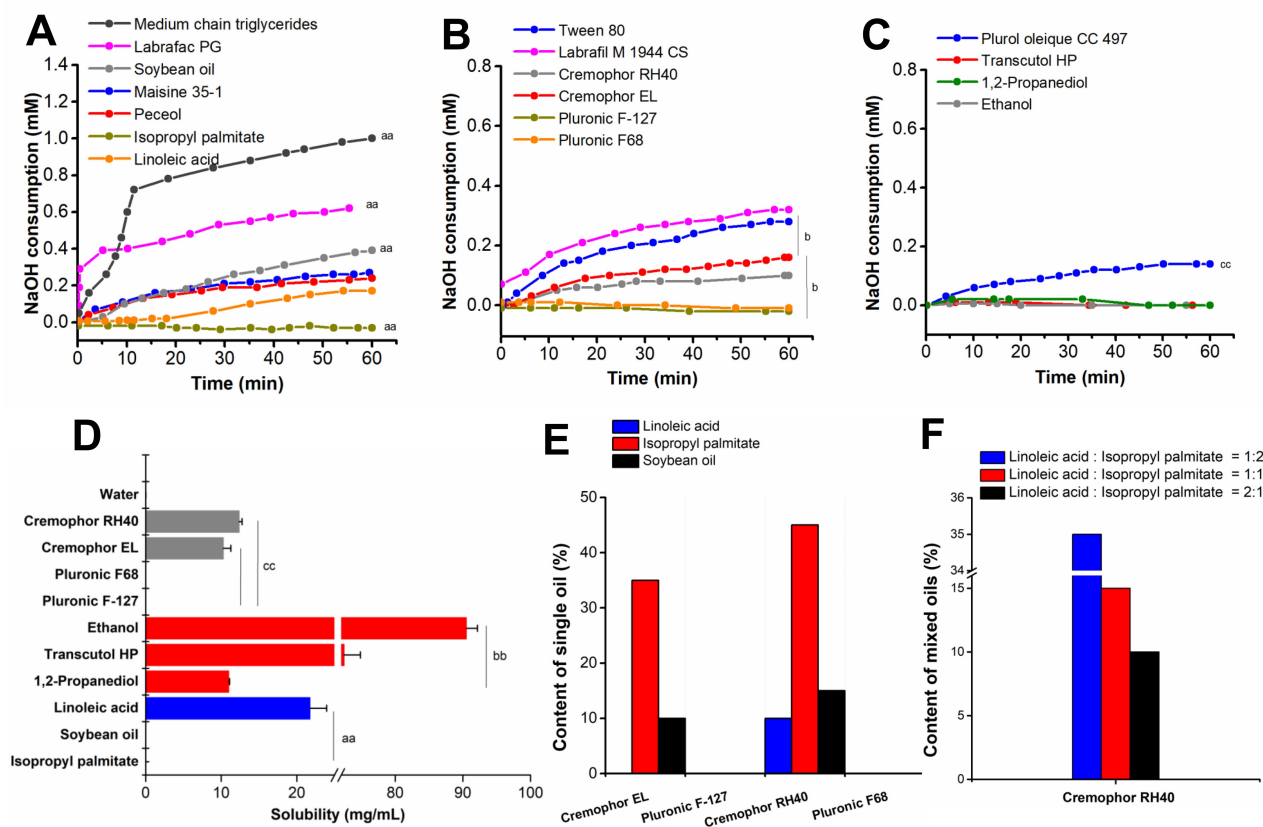 A
Medium chain triglycerides
Labrafac PG
Soybean oil
Maisine 35-1
Peceol
Isopropyl palmitate
Linoleic acid
NaOH consumption (mM)
1.4
1.2
1.0
0.8
0.6
0.4
0.2
0.0
aa
aa
aa
aa
0 10 20 30 40 50 60
Time (min)
B
Tween 80
Labrafil M 1944 CS
Cremophor RH40
Cremophor EL
Pluronic F-127
Pluronic F68
NaOH consumption (mM)
0.8
0.6
0.4
0.2
0.0
b
b
0 10 20 30 40 50 60
Time (min)
C
Plurol oleique CC 497
Transcutol HP
1,2-Propanediol
Ethanol
NaOH consumption (mM)
0.8
0.6
0.4
0.2
0.0
cc
0 10 20 30 40 50 60
Time (min)
D
Water
Cremophor RH40
Cremophor EL
Pluronic F68
Pluronic F-127
Ethanol
Transcutol HP
1,2-Propanediol
Linoleic acid
Soybean oil
Isopropyl palmitate
cc
bb
aa
0 10 20 80 90 100
Solubility (mg/mL)
E
Linoleic acid
Isopropyl palmitate
Soybean oil
Content of single oil (%)
50
40
30
20
10
0
Cremophor EL
Pluronic F-127
Cremophor RH40
Pluronic F68
F
Linoleic acid : Isopropyl palmitate = 1:2
Linoleic acid : Isopropyl palmitate = 1:1
Linoleic acid : Isopropyl palmitate = 2:1
Content of mixed oils (%)
36
35
34
15
10
5
0
Cremophor RH40